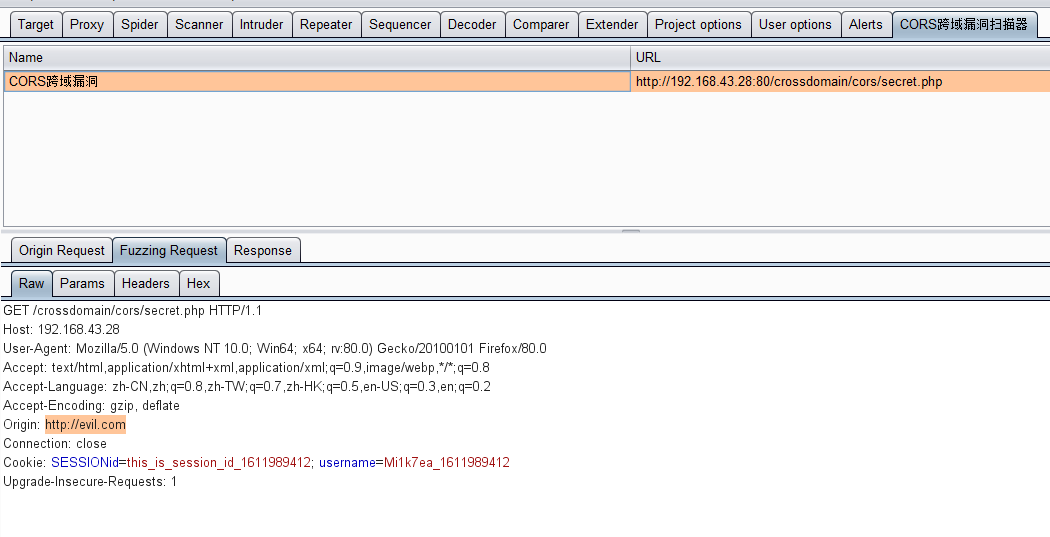 Target Proxy Spider Scanner Intruder Repeater Sequencer Decoder Comparer Extender Project options User options Alerts CORS跨域漏洞扫描器
Name URL
CORS跨域漏洞 http://192.168.43.28:80/crossdomain/cors/secret.php
Origin Request Fuzzing Request Response
Raw Params Headers Hex
GET /crossdomain/cors/secret.php HTTP/1.1
Host: 192.168.43.28
User-Agent: Mozilla/5.0 (Windows NT 10.0; Win64; x64; rv:80.0) Gecko/20100101 Firefox/80.0
Accept: text/html,application/xhtml+xml,application/xml;q=0.9,image/webp,*/*;q=0.8
Accept-Language: zh-CN,zh;q=0.8,zh-TW;q=0.7,zh-HK;q=0.5,en-US;q=0.3,en;q=0.2
Accept-Encoding: gzip, deflate
Origin: http://evil.com
Connection: close
Cookie: SESSIONid=this_is_session_id_1611989412; username=Mi1k7ea_1611989412
Upgrade-Insecure-Requests: 1